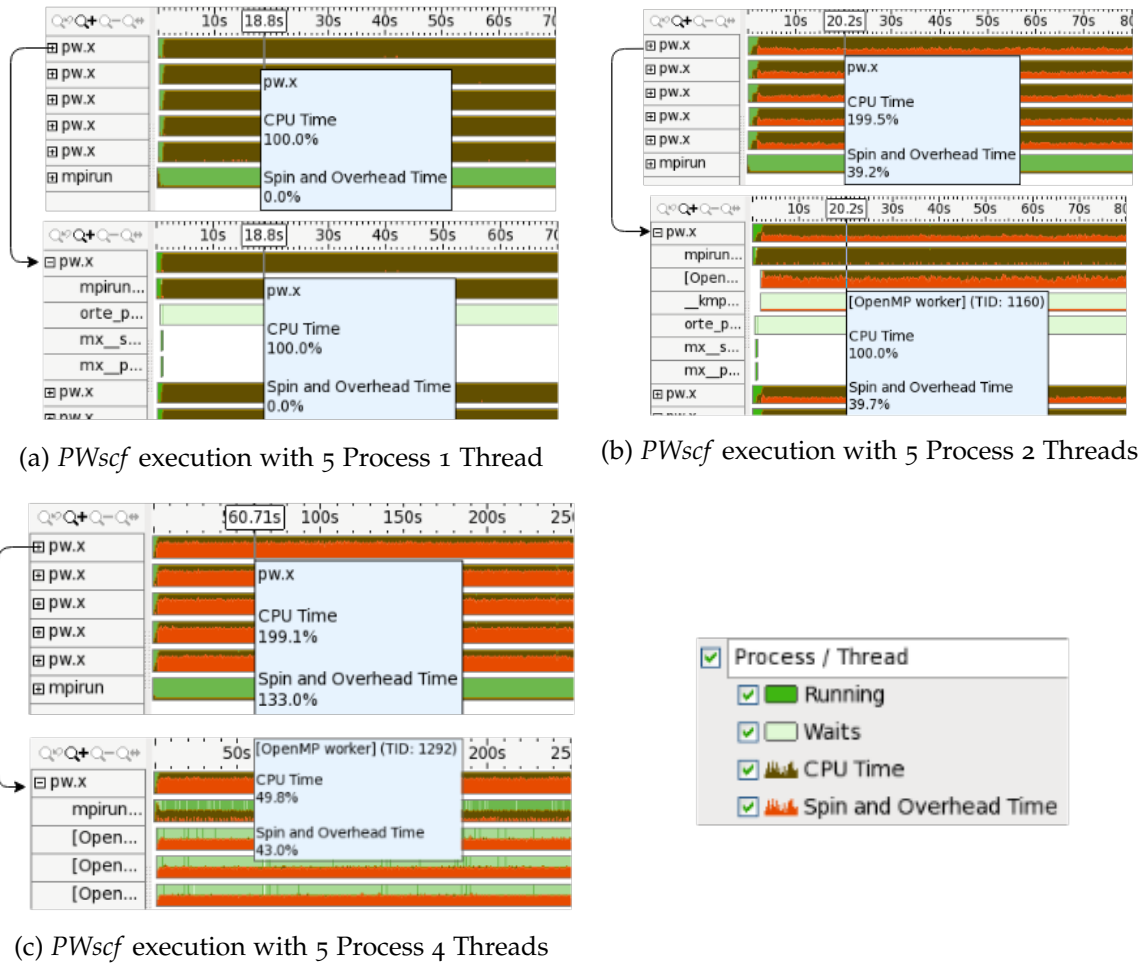 10s 18.8s 30s 40s 50s 60s 70
pw.x
pw.x
pw.x
pw.x
pw.x
mpirun
pw.x
CPU Time
100.0%
Spin and Overhead Time
0.0%
10s 18.8s 30s 40s 50s 60s 70
pw.x
mpirun...
orte_p...
mx__s...
mx__p...
pw.x
pw.x
pw.x
CPU Time
100.0%
Spin and Overhead Time
0.0%
(a) PWscf execution with 5 Process 1 Thread
10s 20.2s 30s 40s 50s 60s 70s 80
pw.x
pw.x
pw.x
pw.x
pw.x
mpirun
pw.x
CPU Time
199.5%
Spin and Overhead Time
39.2%
10s 20.2s 30s 40s 50s 60s 70s 80
pw.x
mpirun...
[Open...
__kmp...
orte_p...
mx__s...
mx__p...
pw.x
[OpenMP worker] (TID: 1160)
CPU Time
100.0%
Spin and Overhead Time
39.7%
(b) PWscf execution with 5 Process 2 Threads
60.71s 100s 150s 200s 25
pw.x
pw.x
pw.x
pw.x
pw.x
mpirun
pw.x
CPU Time
199.1%
Spin and Overhead Time
133.0%
50s 200s 25
pw.x
mpirun...
[Open...
[Open...
[Open...
[OpenMP worker] (TID: 1292)
CPU Time
49.8%
Spin and Overhead Time
43.0%
(c) PWscf execution with 5 Process 4 Threads
Process / Thread
Running
Waits
CPU Time
Spin and Overhead Time